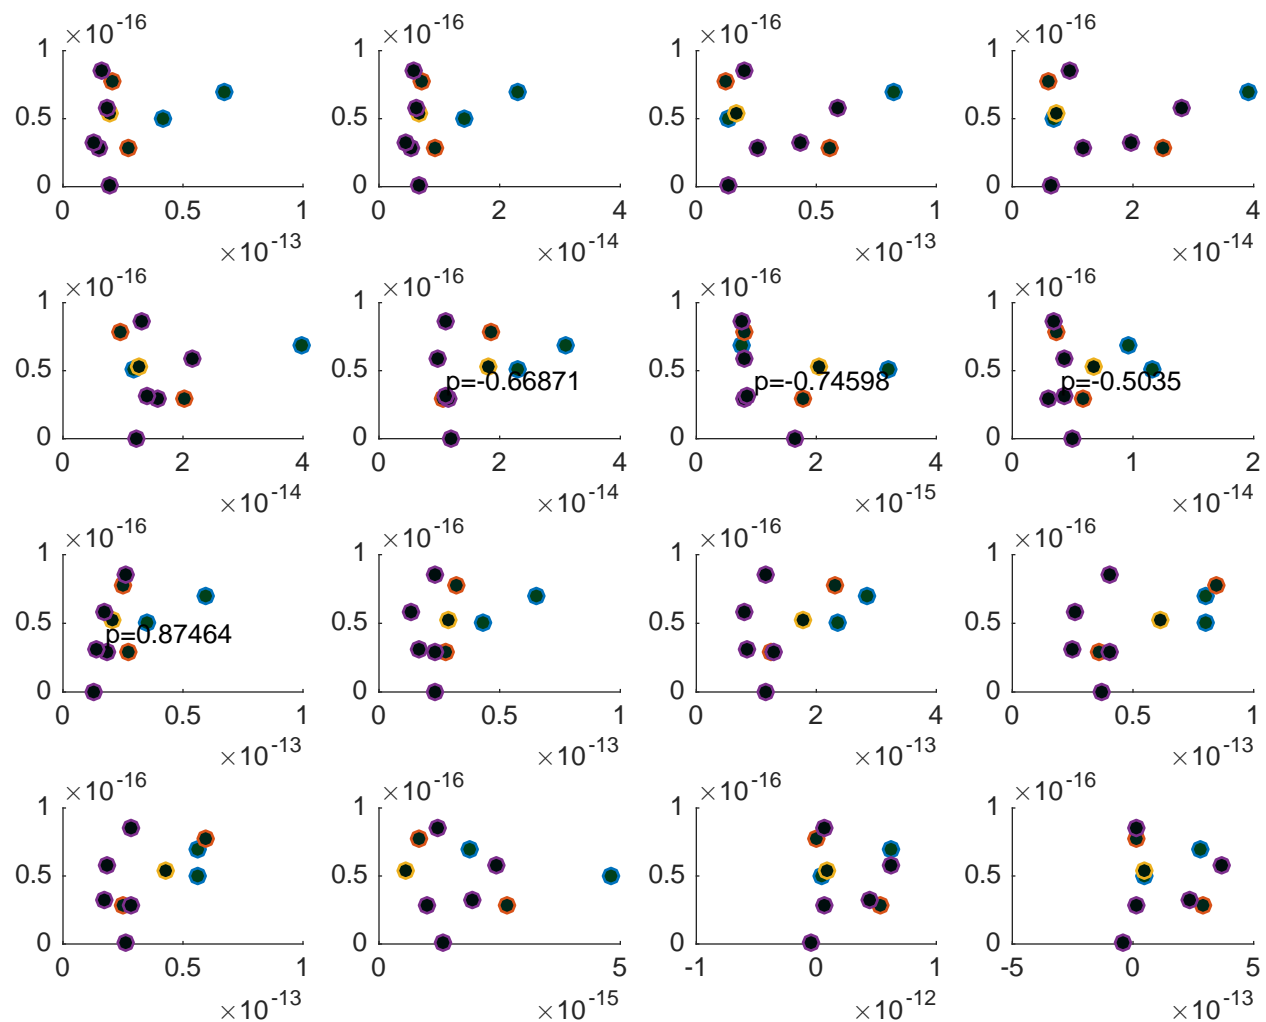 ×10-16 ×10-16 ×10-16 ×10-16
1 1 1 1
0.5 0.5 0.5 0.5
0 0 0 0
0 0.5 1 0 2 4 0 0.5 1 0 2 4
×10-13 ×10-14 ×10-13 ×10-14
×10-16 ×10-16 ×10-16 ×10-16
1 1 1 1
0.5 0.5 0.5 0.5
p=-0.66871 p=-0.74598 p=-0.5035
0 0 0 0
0 2 4 0 2 4 0 2 4 0 1 2
×10-14 ×10-14 ×10-15 ×10-14
×10-16 ×10-16 ×10-16 ×10-16
1 1 1 1
0.5 0.5 0.5 0.5
p=0.87464
0 0 0 0
0 0.5 1 0 0.5 1 0 2 4 0 0.5 1
×10-13 ×10-13 ×10-13 ×10-13
×10-16 ×10-16 ×10-16 ×10-16
1 1 1 1
0.5 0.5 0.5 0.5
0 0 0 0
0 0.5 1 0 5 -1 0 1 -5 0 5
×10-13 ×10-15 ×10-12 ×10-13